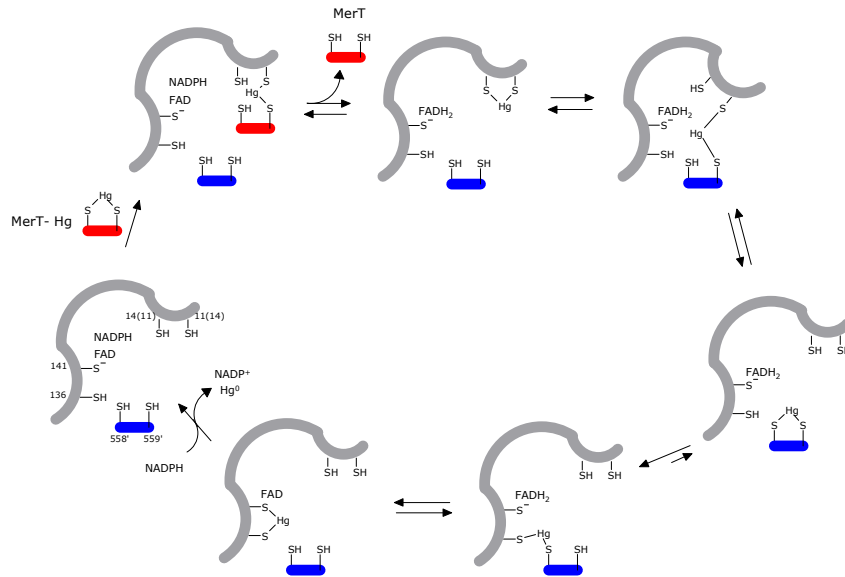 MerT
SH SH
NADPH
FAD
S⁻
SH
SH S
Hg
SH S
SH SH
S S
Hg
FADH₂
S⁻
SH
SH SH
HS
S
FADH₂
S⁻
Hg
SH
SH S
MerT- Hg
Hg
S S
14(11) 11(14)
SH SH
NADPH
FAD
141 S⁻
136 SH
SH SH
558' 559'
NADP⁺
Hg⁰
NADPH
SH SH
FADH₂
S⁻
SH
Hg
S S
SH SH
FADH₂
S⁻
S Hg
S SH
SH SH
FAD
S
Hg
S
SH SH